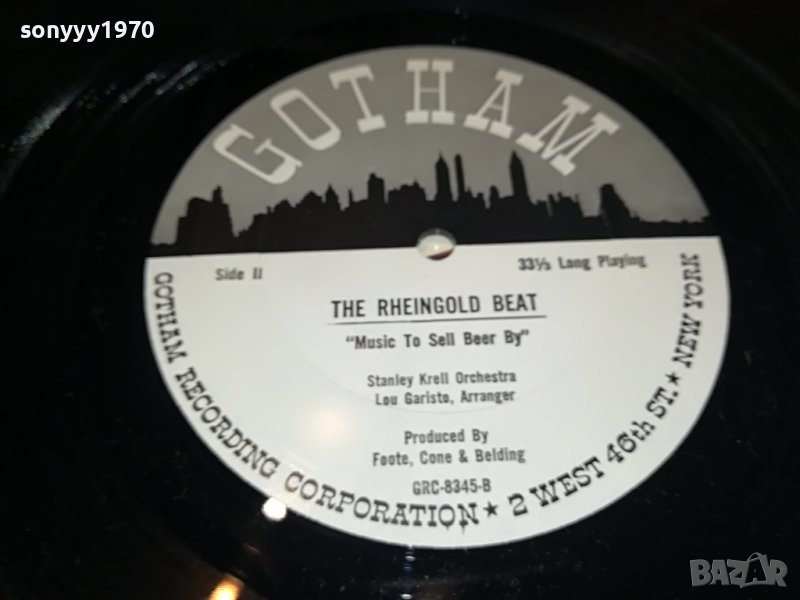 sonyyy1970
GOTHAM
Side II
33⅓ Long Playing
THE RHEINGOLD BEAT
"Music To Sell Beer By"
Stanley Krell Orchestra
Lou Garisto, Arranger
Produced By
Foote, Cone & Belding
GRC-8345-B
GOTHAM RECORDING CORPORATION ★ 2 WEST 46th ST. ★ NEW YORK
BAZAR